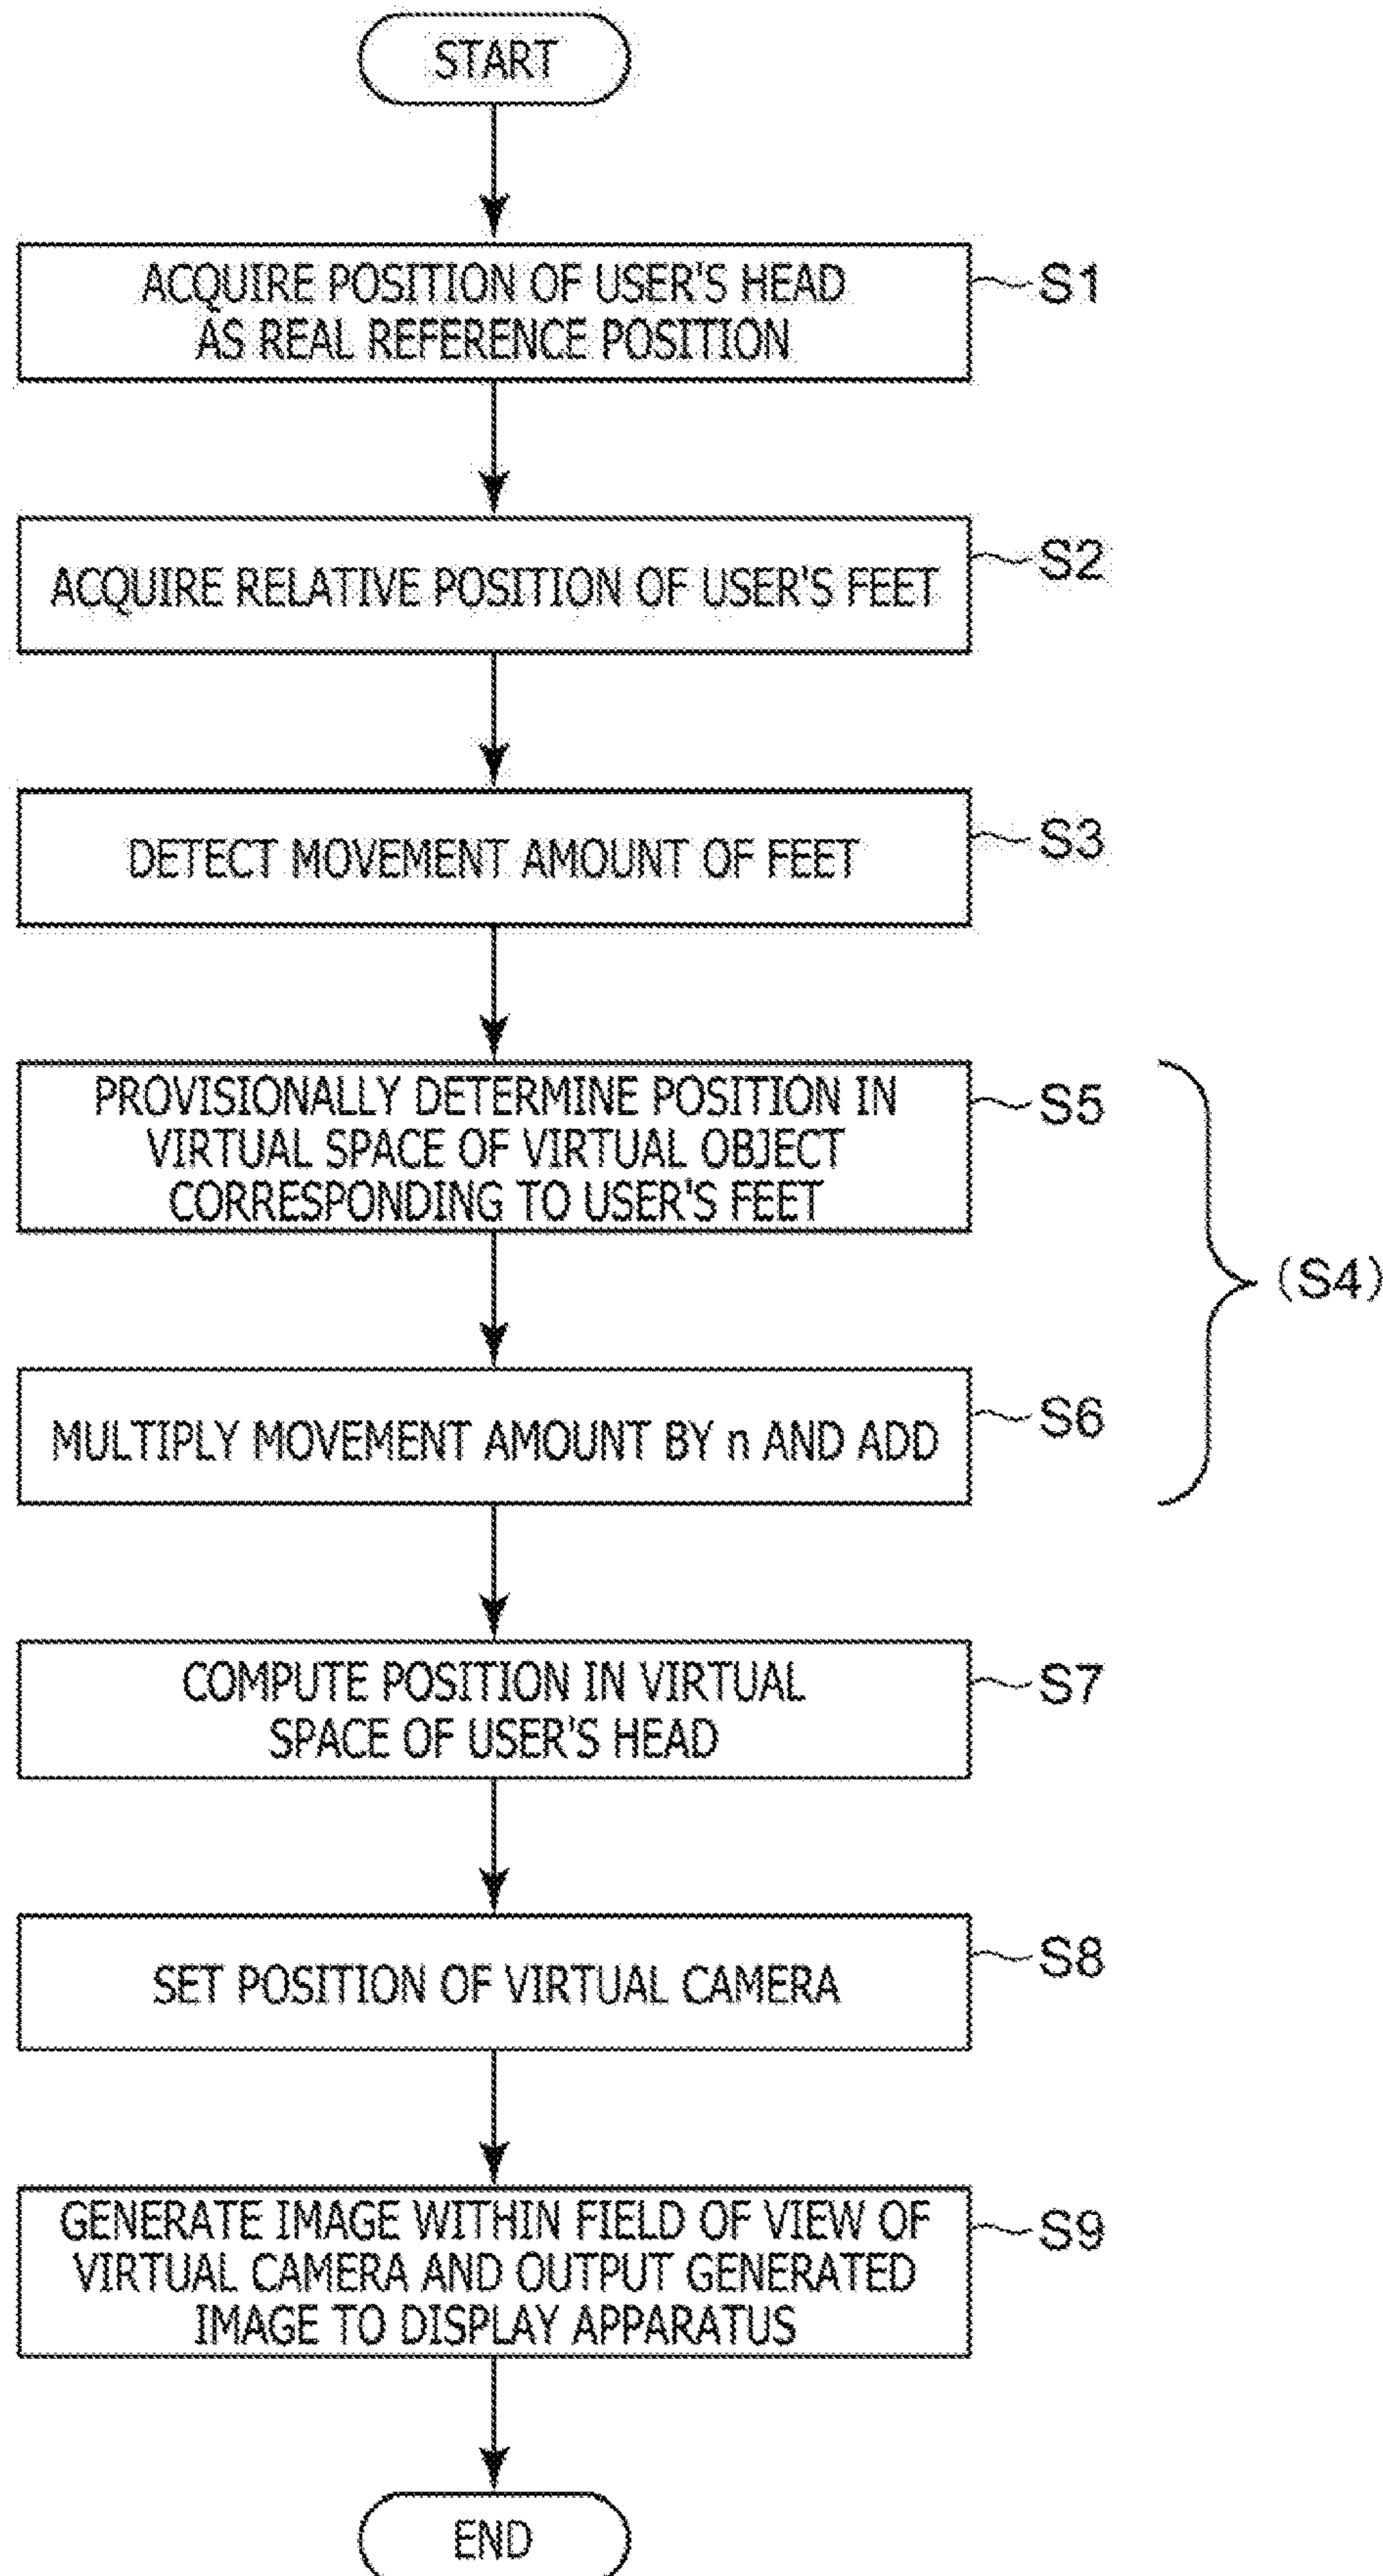 START
ACQUIRE POSITION OF USER'S HEAD
AS REAL REFERENCE POSITION
S1
ACQUIRE RELATIVE POSITION OF USER'S FEET
S2
DETECT MOVEMENT AMOUNT OF FEET
S3
PROVISIONALLY DETERMINE POSITION IN
VIRTUAL SPACE OF VIRTUAL OBJECT
CORRESPONDING TO USER'S FEET
S5
(S4)
MULTIPLY MOVEMENT AMOUNT BY n AND ADD
S6
COMPUTE POSITION IN VIRTUAL
SPACE OF USER'S HEAD
S7
SET POSITION OF VIRTUAL CAMERA
S8
GENERATE IMAGE WITHIN FIELD OF VIEW OF
VIRTUAL CAMERA AND OUTPUT GENERATED
IMAGE TO DISPLAY APPARATUS
S9
END